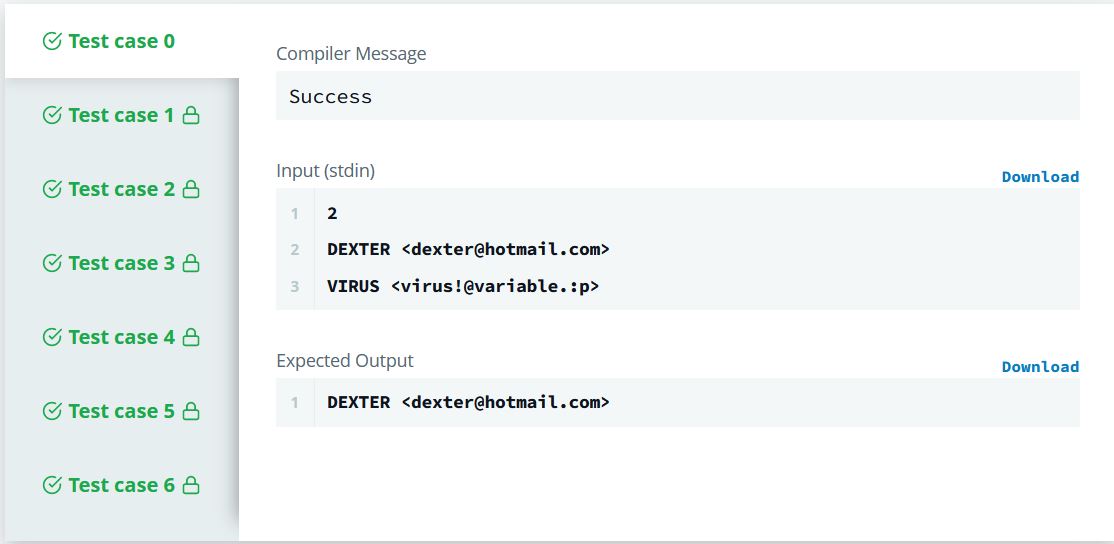 Test case 0
Test case 1
Test case 2
Test case 3
Test case 4
Test case 5
Test case 6
Compiler Message
Success
Input (stdin)
Download
1 2
2 DEXTER <dexter@hotmail.com>
3 VIRUS <virus!@variable.:p>
Expected Output
Download
1 DEXTER <dexter@hotmail.com>